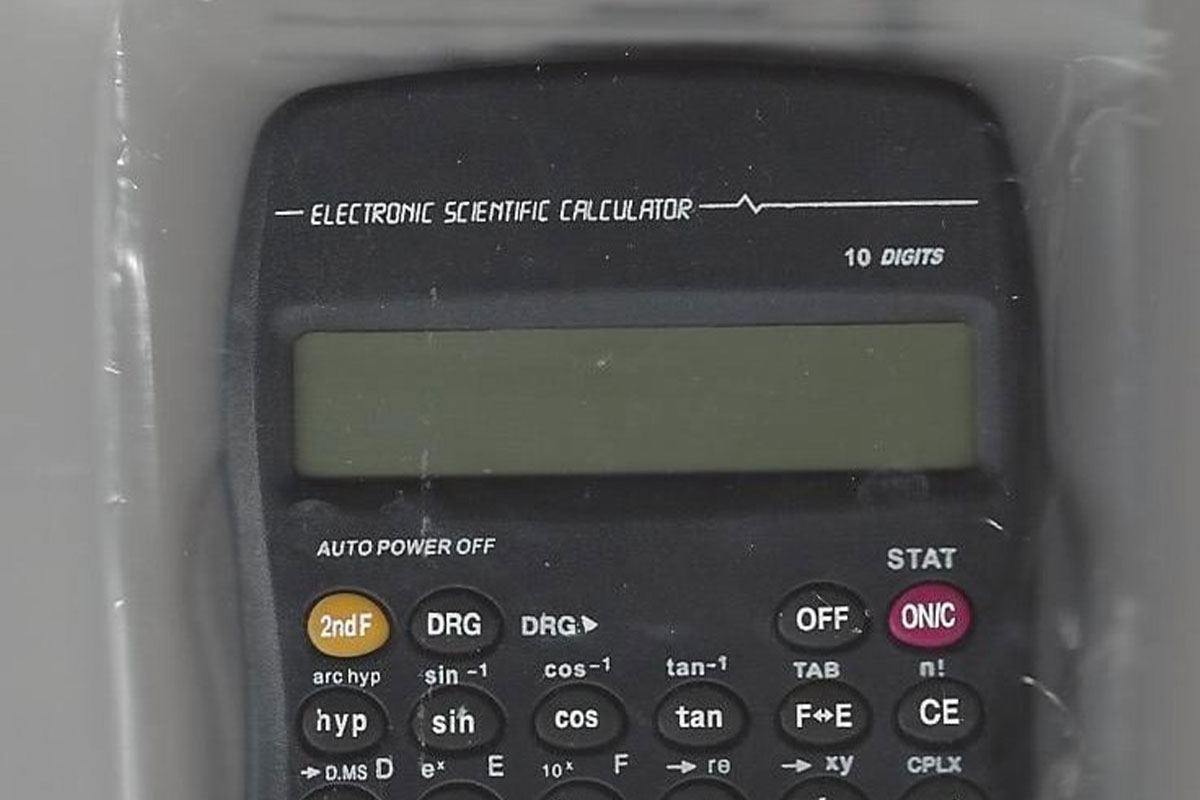 ELECTRONIC SCIENTIFIC CALCULATOR
10 DIGITS
AUTO POWER OFF
STAT
2ndF DRG DRG▶ OFF ON/C
arc hyp sin⁻¹ cos⁻¹ tan⁻¹ TAB n!
hyp sin cos tan F↔E CE
→D.MS D eˣ E 10ˣ F →rθ →xy CPLX